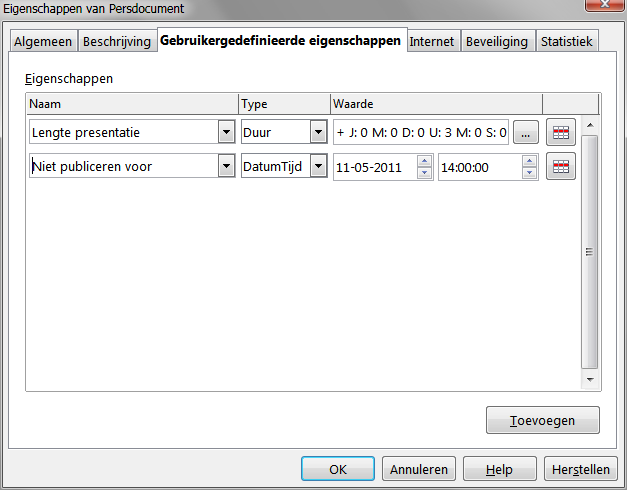 Eigenschappen van Persdocument
Algemeen Beschrijving Gebruikergedefinieerde eigenschappen Internet Beveiliging Statistiek
Eigenschappen
Naam Type Waarde
Lengte presentatie Duur + J: 0 M: 0 D: 0 U: 3 M: 0 S: 0 ...
Niet publiceren voor DatumTijd 11-05-2011 14:00:00
Toevoegen
OK Annuleren Help Herstellen